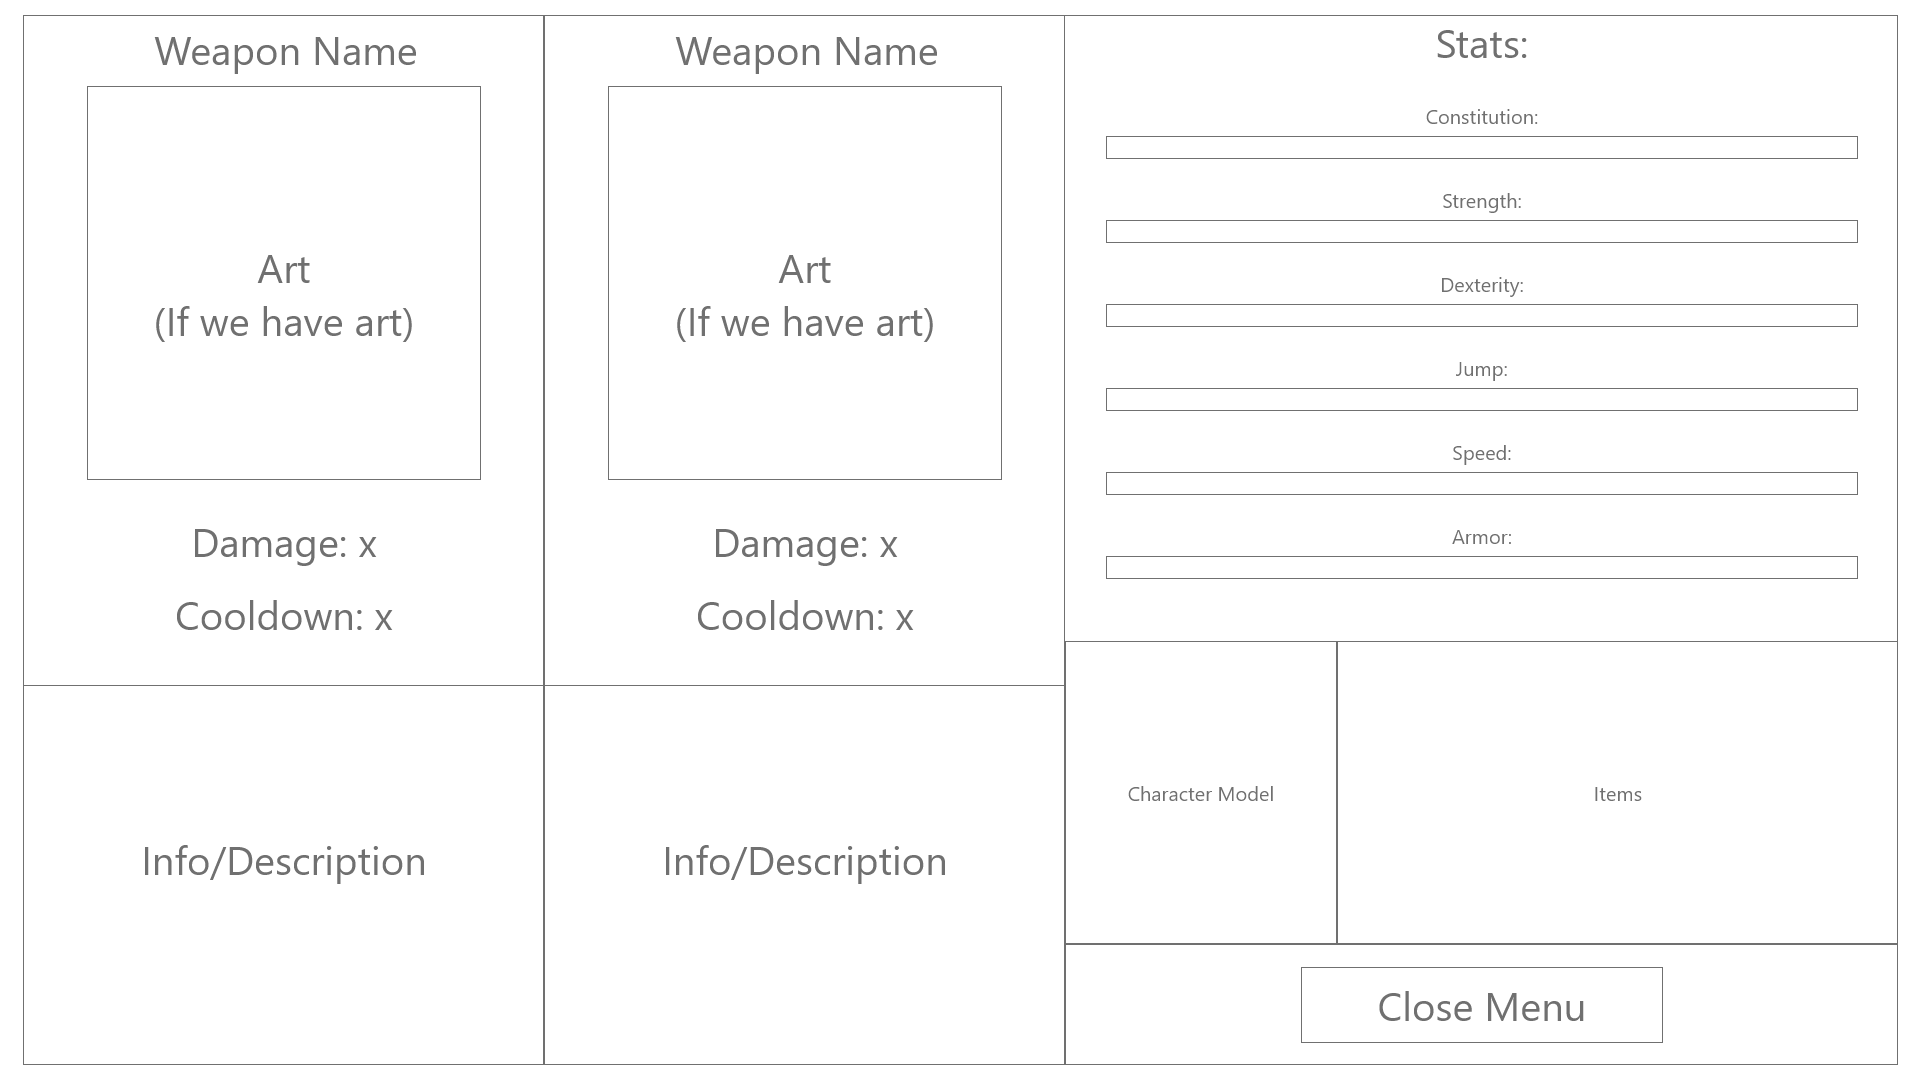 Weapon Name
Art
(If we have art)
Damage: x
Cooldown: x
Info/Description
Weapon Name
Art
(If we have art)
Damage: x
Cooldown: x
Info/Description
Stats:
Constitution:
Strength:
Dexterity:
Jump:
Speed:
Armor:
Character Model
Items
Close Menu